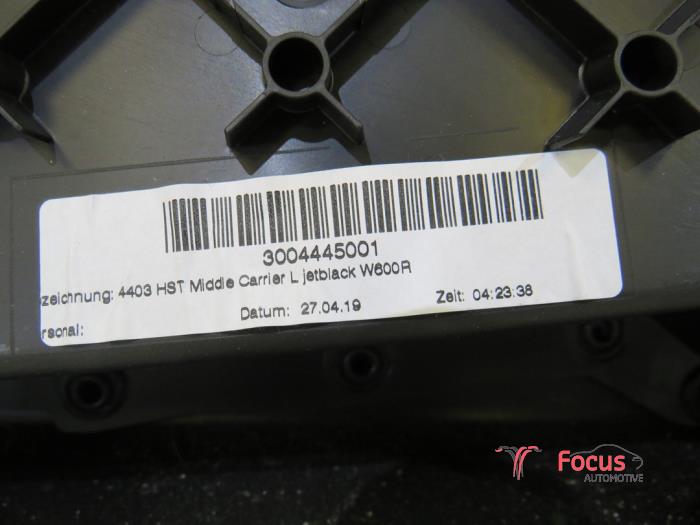 3004445001
zeichnung: 4403 HST Middle Carrier L jetblack W600R
rsonal: Datum: 27.04.19 Zeit: 04:23:38
Focus
AUTOMOTIVE